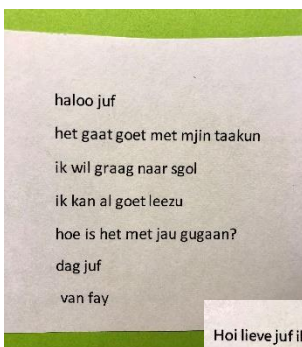 haloo juf
het gaat goet met mjin taakun
ik wil graag naar sgol
ik kan al goet leezu
hoe is het met jau gugaan?
dag juf
van fay
Hoi lieve juf